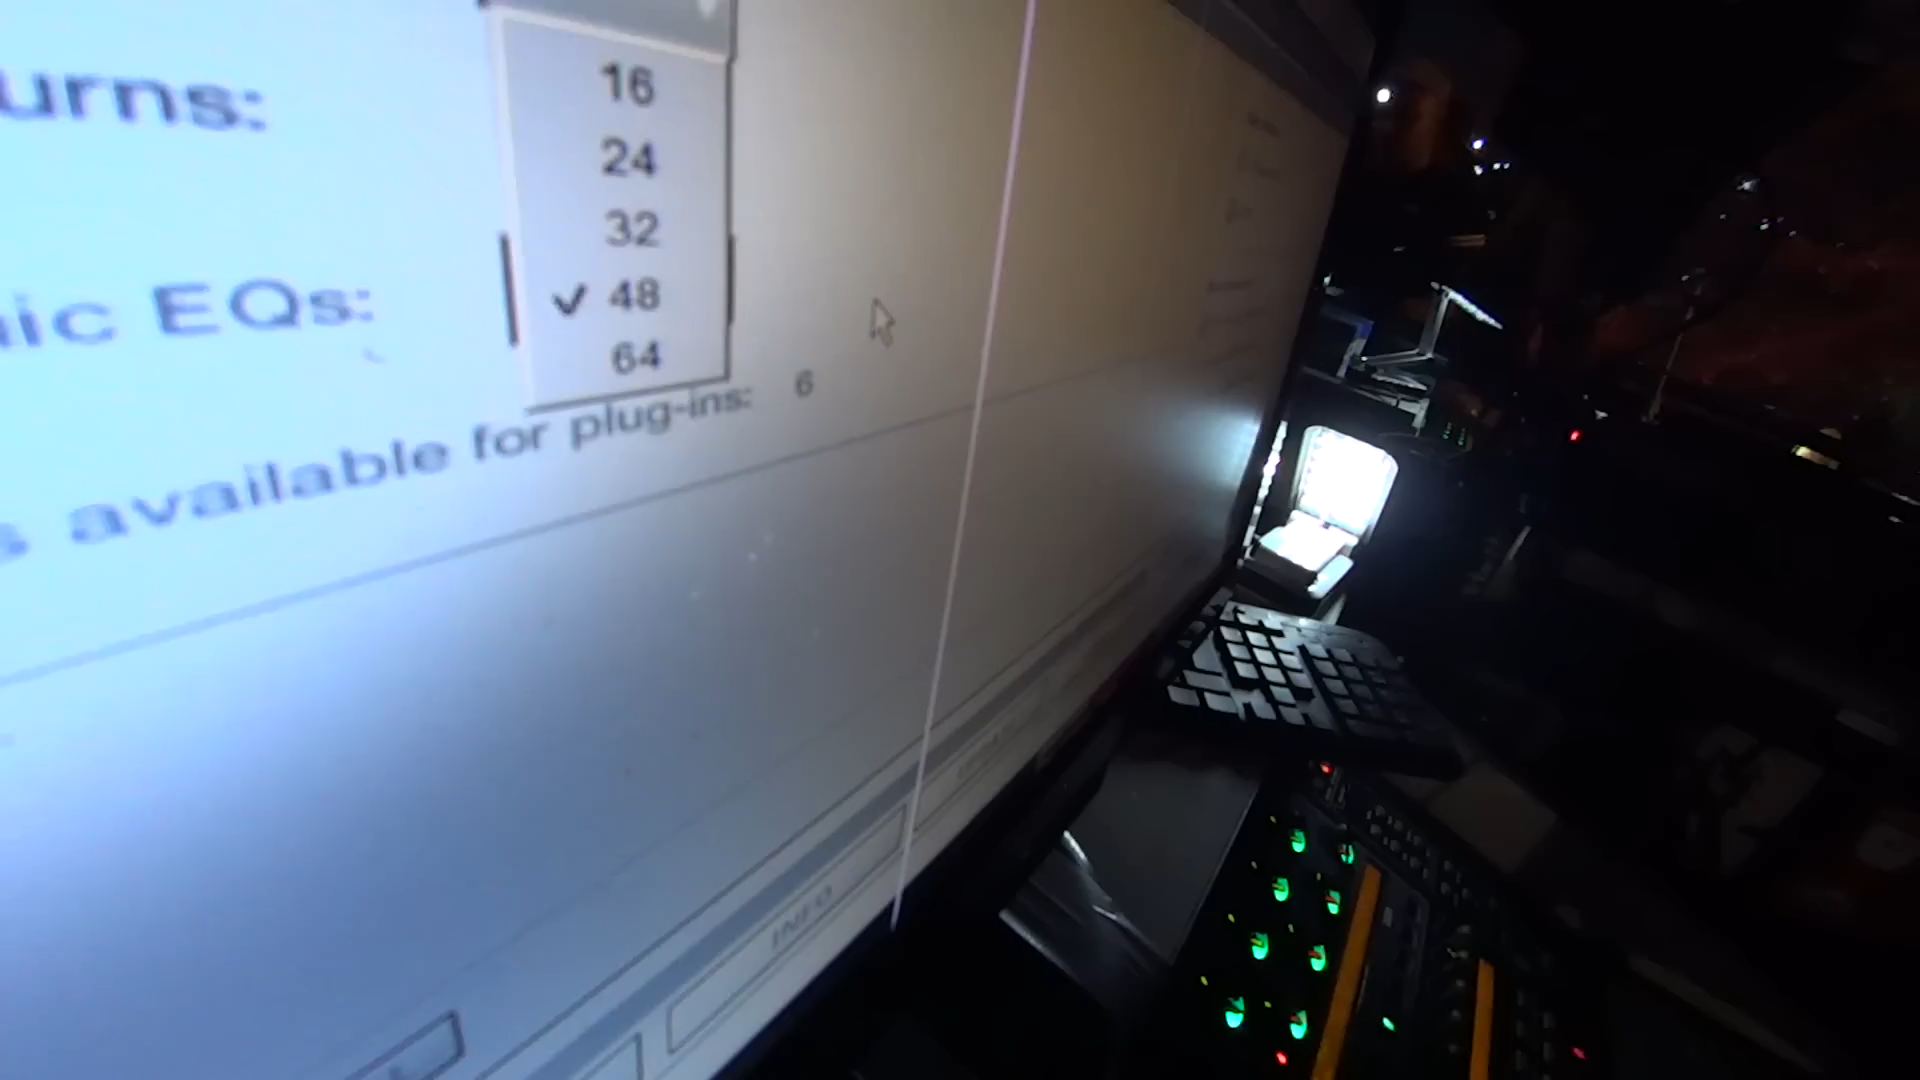 urns:
16
24
32
✓ 48
64
ic EQs:
s available for plug-ins: 6
INFO